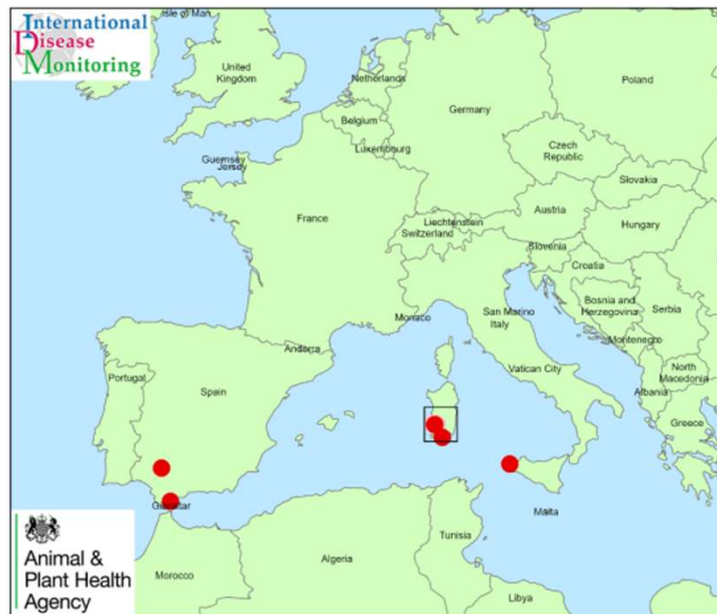 International
Disease
Monitoring
Isle of Man
United
Kingdom
Netherlands
Poland
Germany
Belgium
Luxembourg
Czech
Republic
Guernsey
Jersey
Slovakia
Austria
Liechtenstein
Switzerland
Hungary
France
Slovenia
Croatia
Bosnia and
Herzegovina
Serbia
San Marino
Italy
Monaco
Montenegro
Andorra
Vatican City
North
Macedonia
Portugal
Spain
Albania
Greece
Gibraltar
Malta
Tunisia
Algeria
Morocco
Libya
Animal &
Plant Health
Agency